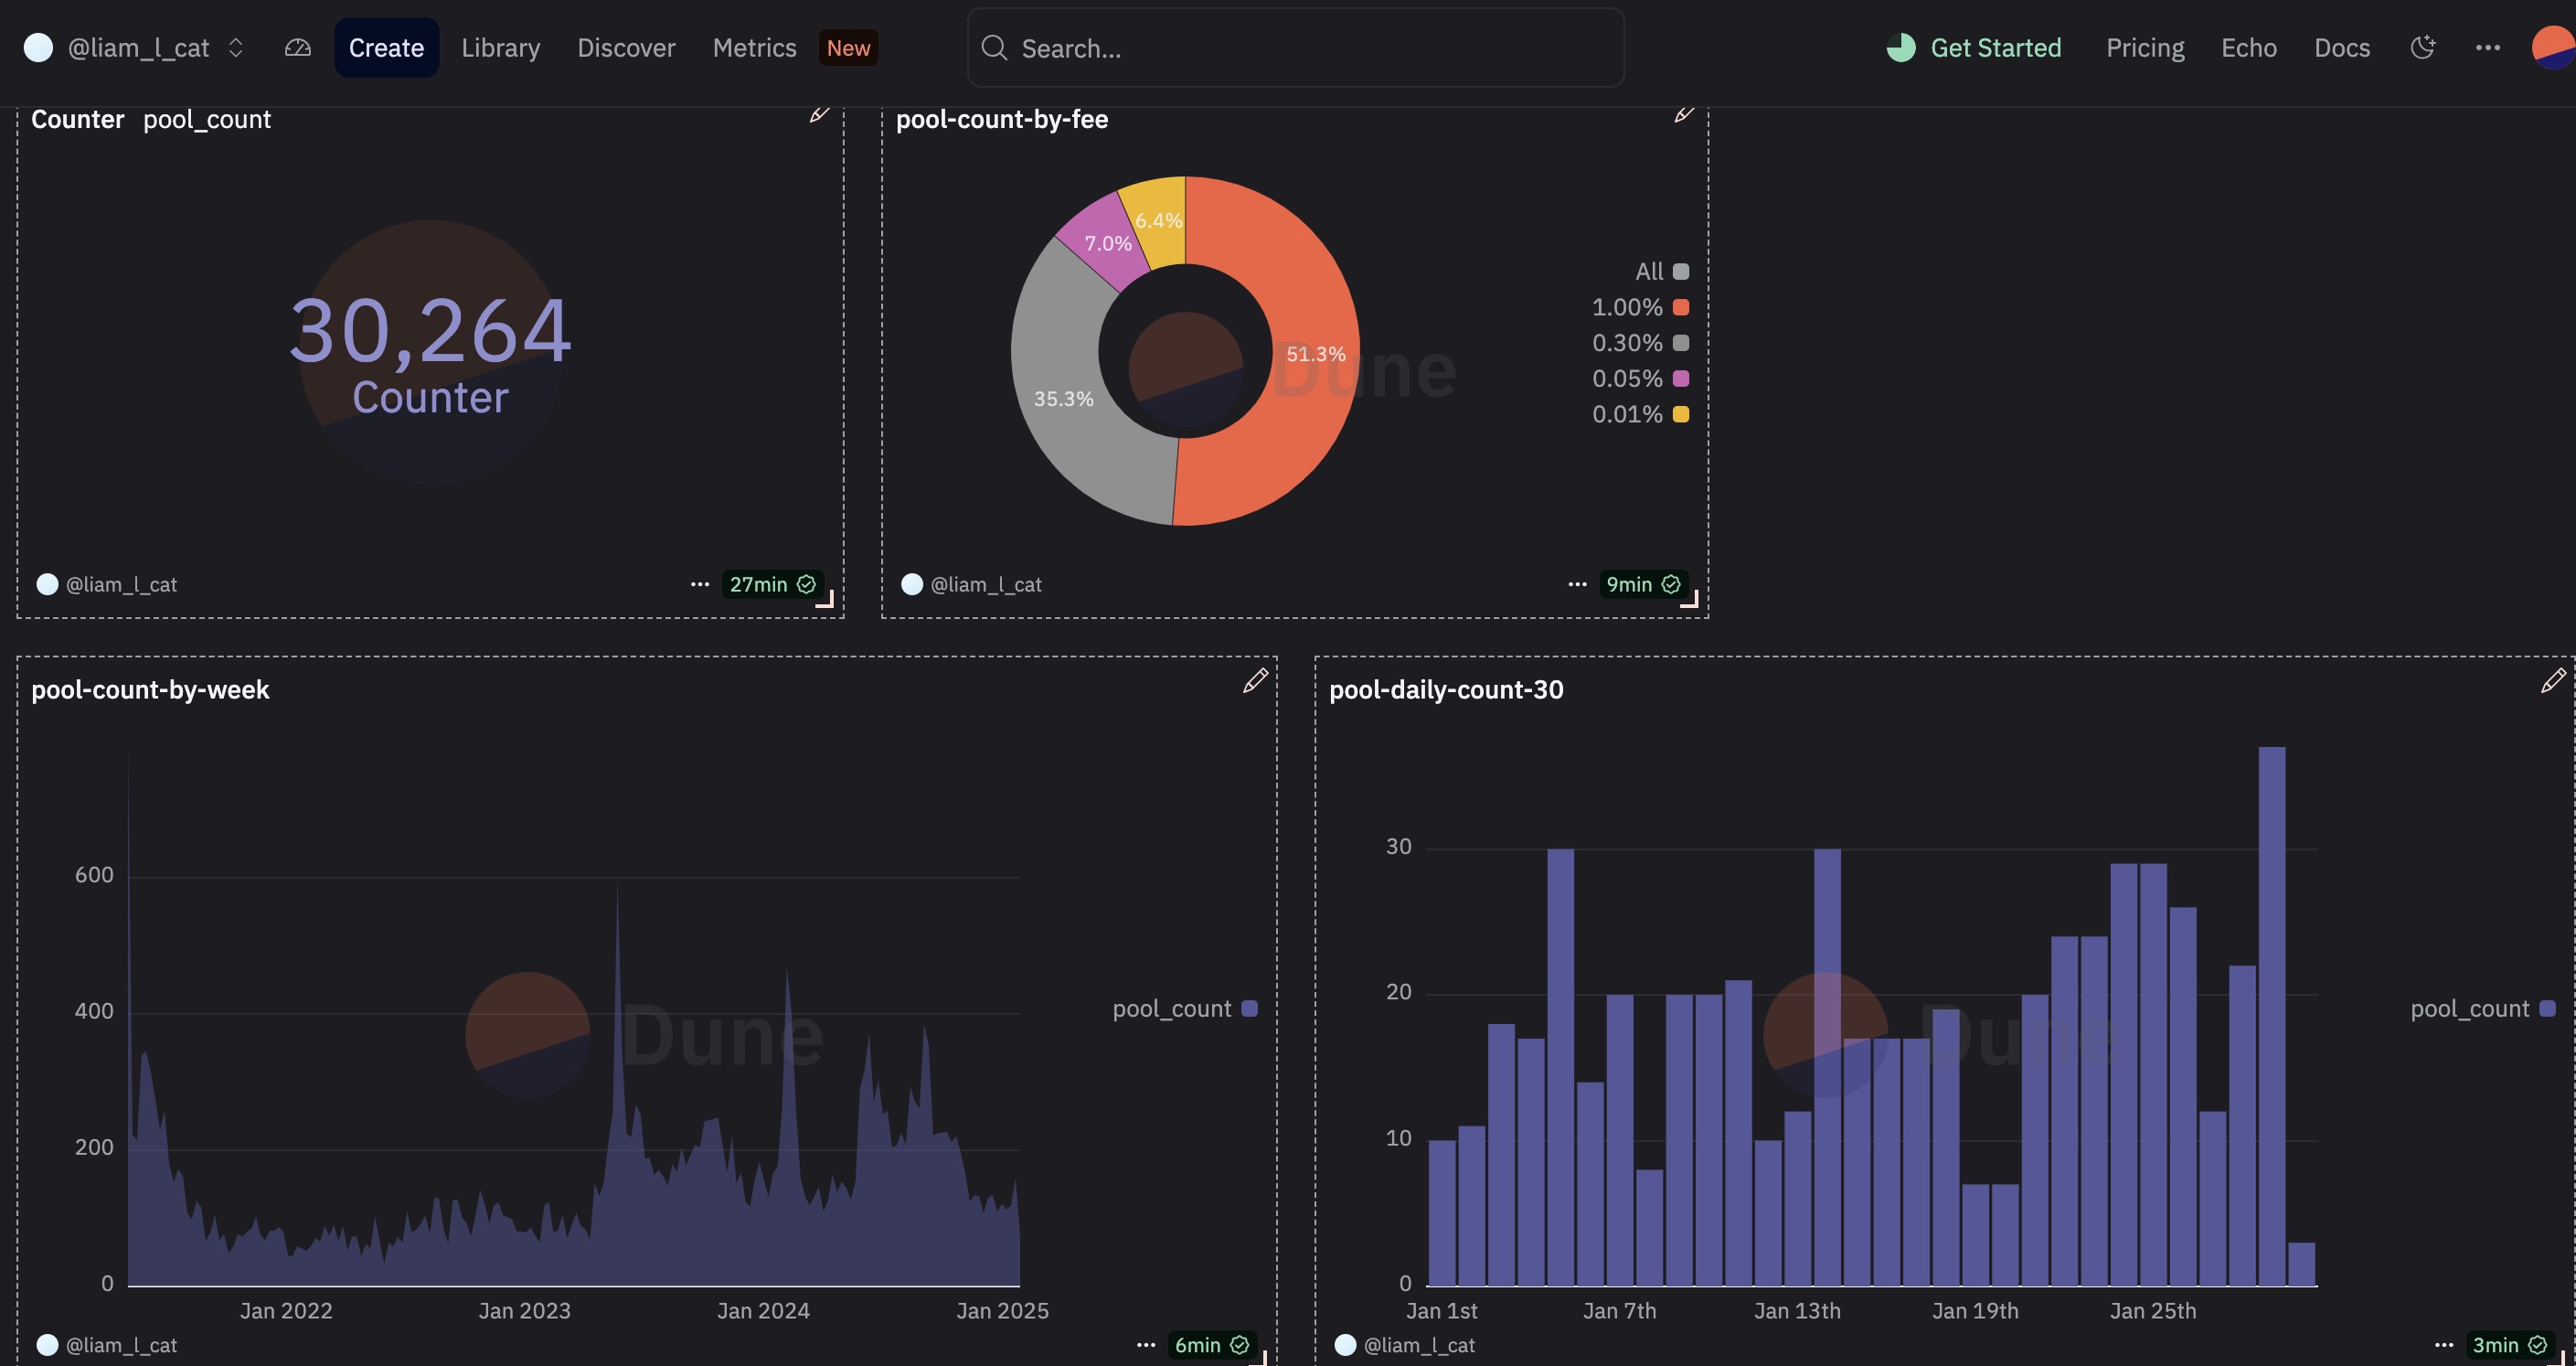 @liam_l_cat Create Library Discover Metrics New Search... Get Started Pricing Echo Docs
Counter pool_count
30,264
Counter
@liam_l_cat 27min
pool-count-by-fee
6.4%
7.0%
51.3%
35.3%
Dune
All
1.00%
0.30%
0.05%
0.01%
@liam_l_cat 9min
pool-count-by-week
600
400
200
0
Dune
pool_count
Jan 2022 Jan 2023 Jan 2024 Jan 2025
@liam_l_cat 6min
pool-daily-count-30
30
20
10
0
Dune
pool_count
Jan 1st Jan 7th Jan 13th Jan 19th Jan 25th
@liam_l_cat 3min